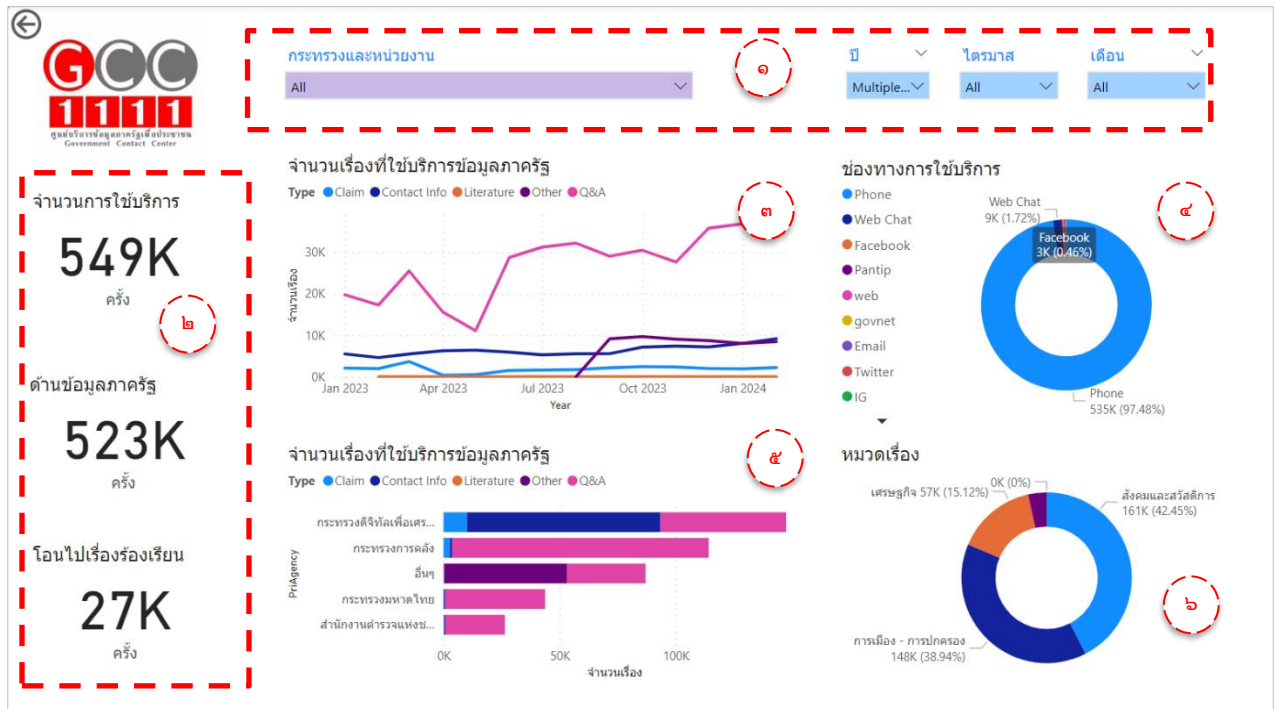 GCC
1111
ศูนย์บริการข้อมูลภาครัฐเพื่อประชาชน
Government Contact Center
กระทรวงและหน่วยงาน
All
๑
ปี
Multiple...
ไตรมาส
All
เดือน
All
จำนวนการใช้บริการ
549K
ครั้ง
๒
ด้านข้อมูลภาครัฐ
523K
ครั้ง
โอนไปเรื่องร้องเรียน
27K
ครั้ง
จำนวนเรื่องที่ใช้บริการข้อมูลภาครัฐ
Type Claim Contact Info Literature Other Q&A
๓
จำนวนเรื่อง
30K
20K
10K
0K
Jan 2023 Apr 2023 Jul 2023 Oct 2023 Jan 2024
Year
ช่องทางการใช้บริการ
Phone
Web Chat
Facebook
Pantip
web
govnet
Email
Twitter
IG
Web Chat
9K (1.72%)
Facebook
3K (0.46%)
๔
Phone
535K (97.48%)
จำนวนเรื่องที่ใช้บริการข้อมูลภาครัฐ
Type Claim Contact Info Literature Other Q&A
๕
PriAgency
กระทรวงดิจิทัลเพื่อเศร...
กระทรวงการคลัง
อื่นๆ
กระทรวงมหาดไทย
สำนักงานตำรวจแห่งช...
0K 50K 100K
จำนวนเรื่อง
หมวดเรื่อง
0K (0%)
เศรษฐกิจ 57K (15.12%)
สังคมและสวัสดิการ
161K (42.45%)
การเมือง - การปกครอง
148K (38.94%)
๖